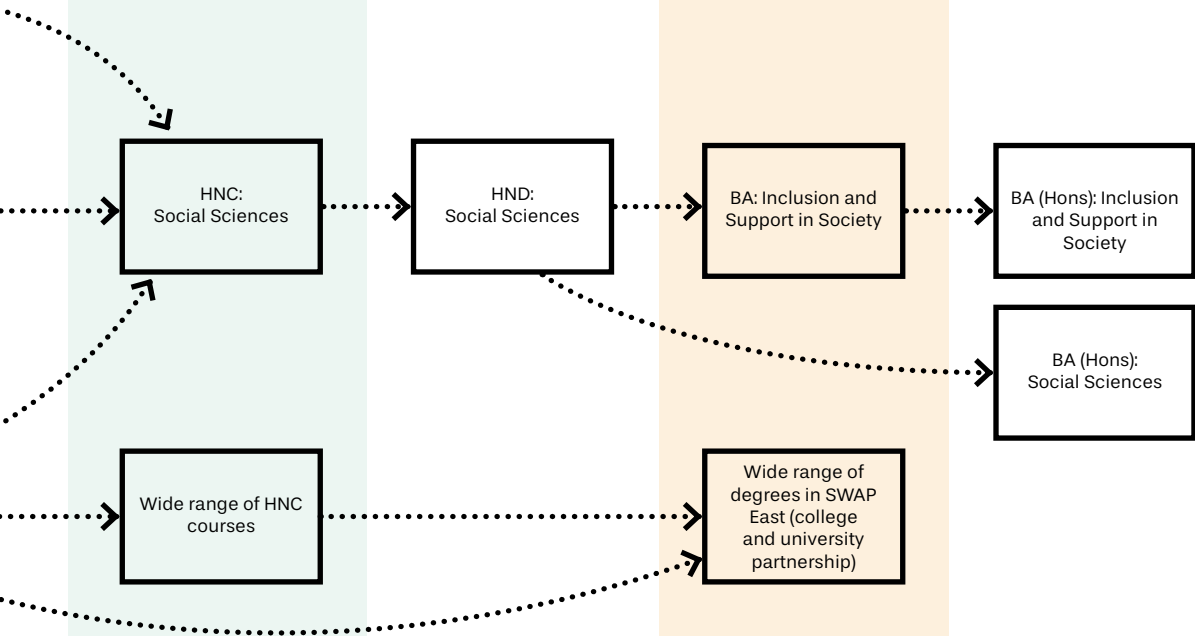 HNC:
Social Sciences
HND:
Social Sciences
BA: Inclusion and
Support in Society
BA (Hons): Inclusion
and Support in
Society
BA (Hons):
Social Sciences
Wide range of HNC
courses
Wide range of
degrees in SWAP
East (college
and university
partnership)